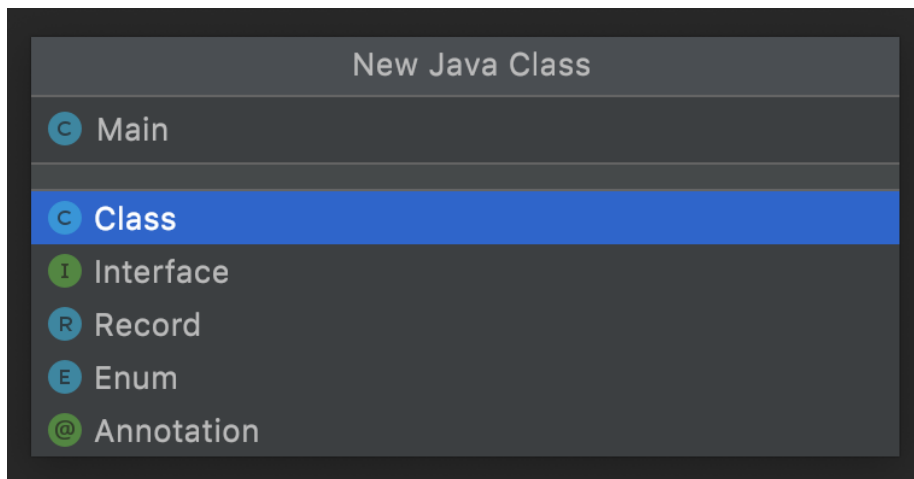 New Java Class
C Main
C Class
I Interface
R Record
E Enum
@ Annotation